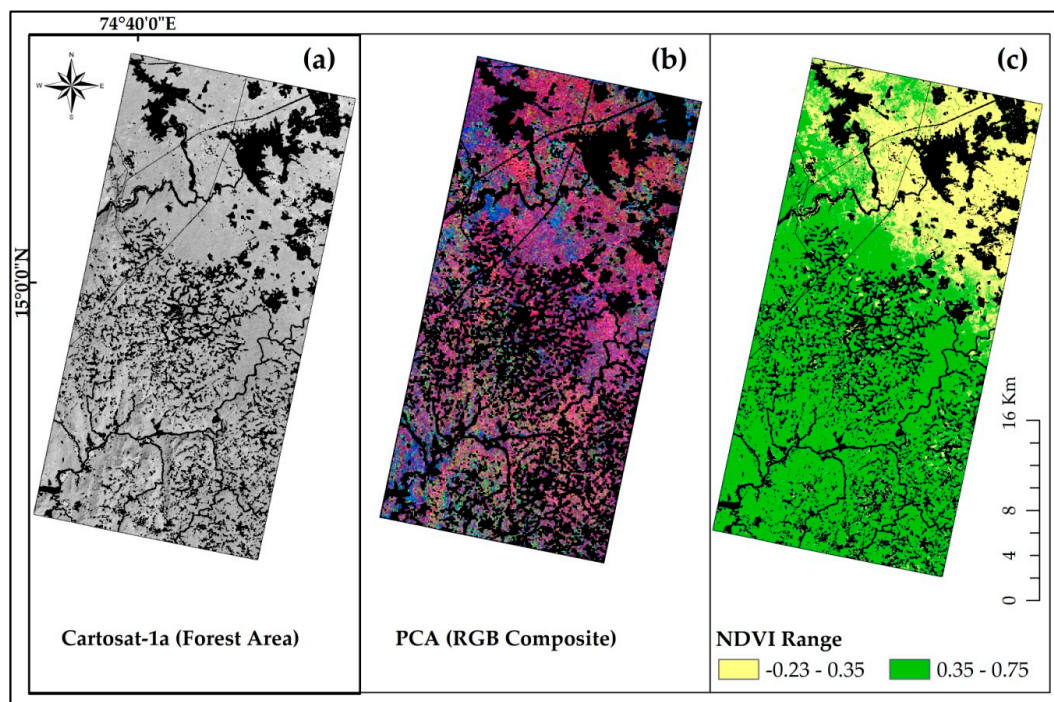 74°40'0"E
(a)
(b)
(c)
N
W
E
S
15°0'0"N
16 Km
8
4
0
Cartosat-1a (Forest Area)
PCA (RGB Composite)
NDVI Range
-0.23 - 0.35
0.35 - 0.75